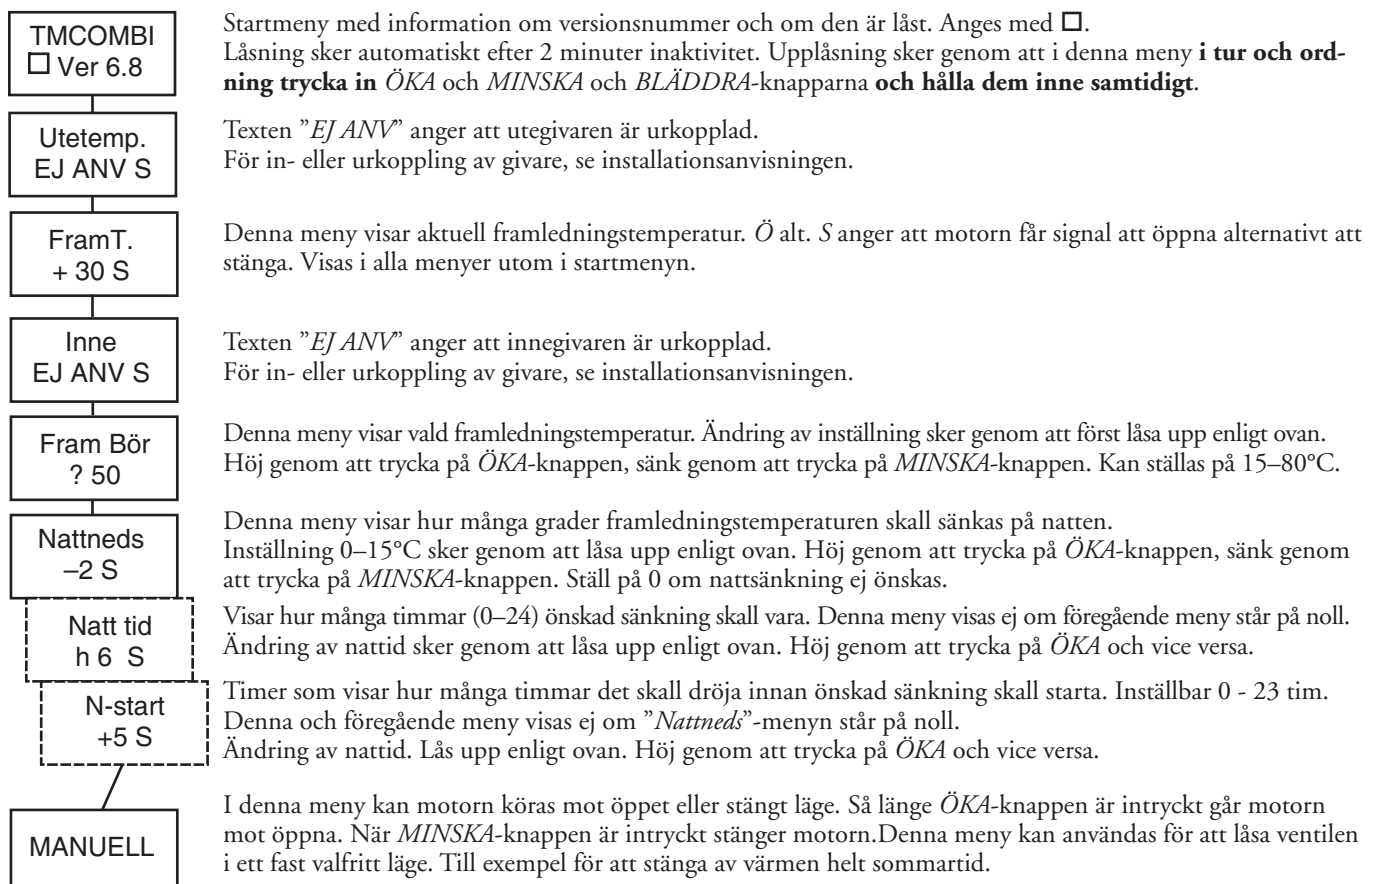 TMCOMBI
☐ Ver 6.8
Startmeny med information om versionsnummer och om den är låst. Anges med ☐.
Låsning sker automatiskt efter 2 minuter inaktivitet. Upplåsning sker genom att i denna meny i tur och ord-
ning trycka in ÖKA och MINSKA och BLÄDDRA-knapparna och hålla dem inne samtidigt.
Utetemp.
EJ ANV S
Texten ”EJ ANV” anger att utegivaren är urkopplad.
För in- eller urkoppling av givare, se installationsanvisningen.
FramT.
+ 30 S
Denna meny visar aktuell framledningstemperatur. Ö alt. S anger att motorn får signal att öppna alternativt att
stänga. Visas i alla menyer utom i startmenyn.
Inne
EJ ANV S
Texten ”EJ ANV” anger att innegivaren är urkopplad.
För in- eller urkoppling av givare, se installationsanvisningen.
Fram Bör
? 50
Denna meny visar vald framledningstemperatur. Ändring av inställning sker genom att först låsa upp enligt ovan.
Höj genom att trycka på ÖKA-knappen, sänk genom att trycka på MINSKA-knappen. Kan ställas på 15–80°C.
Nattneds
–2 S
Denna meny visar hur många grader framledningstemperaturen skall sänkas på natten.
Inställning 0–15°C sker genom att låsa upp enligt ovan. Höj genom att trycka på ÖKA-knappen, sänk genom
att trycka på MINSKA-knappen. Ställ på 0 om nattsänkning ej önskas.
Natt tid
h 6 S
Visar hur många timmar (0–24) önskad sänkning skall vara. Denna meny visas ej om föregående meny står på noll.
Ändring av nattid sker genom att låsa upp enligt ovan. Höj genom att trycka på ÖKA och vice versa.
N-start
+5 S
Timer som visar hur många timmar det skall dröja innan önskad sänkning skall starta. Inställbar 0 - 23 tim.
Denna och föregående meny visas ej om ”Nattneds”-menyn står på noll.
Ändring av nattid. Lås upp enligt ovan. Höj genom att trycka på ÖKA och vice versa.
MANUELL
I denna meny kan motorn köras mot öppet eller stängt läge. Så länge ÖKA-knappen är intryckt går motorn
mot öppna. När MINSKA-knappen är intryckt stänger motorn.Denna meny kan användas för att låsa ventilen
i ett fast valfritt läge. Till exempel för att stänga av värmen helt sommartid.